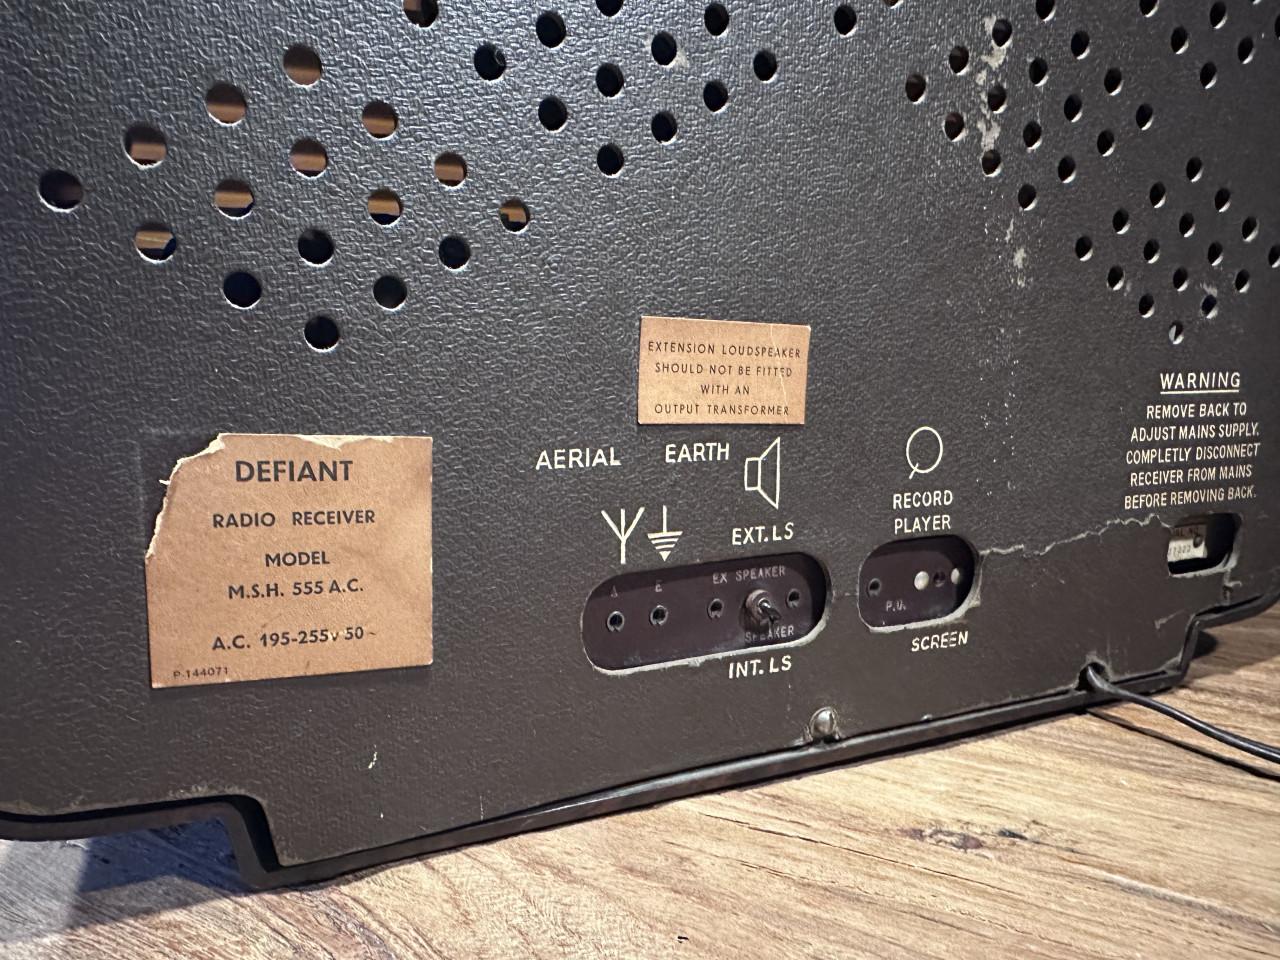 DEFIANT
RADIO RECEIVER
MODEL
M.S.H. 555 A.C.
A.C. 195-255v 50 ~
P.144071
EXTENSION LOUDSPEAKER
SHOULD NOT BE FITTED
WITH AN
OUTPUT TRANSFORMER
AERIAL
EARTH
EXT. LS
A
E
EX SPEAKER
SPEAKER
INT. LS
RECORD
PLAYER
P.U.
SCREEN
WARNING
REMOVE BACK TO
ADJUST MAINS SUPPLY.
COMPLETELY DISCONNECT
RECEIVER FROM MAINS
BEFORE REMOVING BACK.